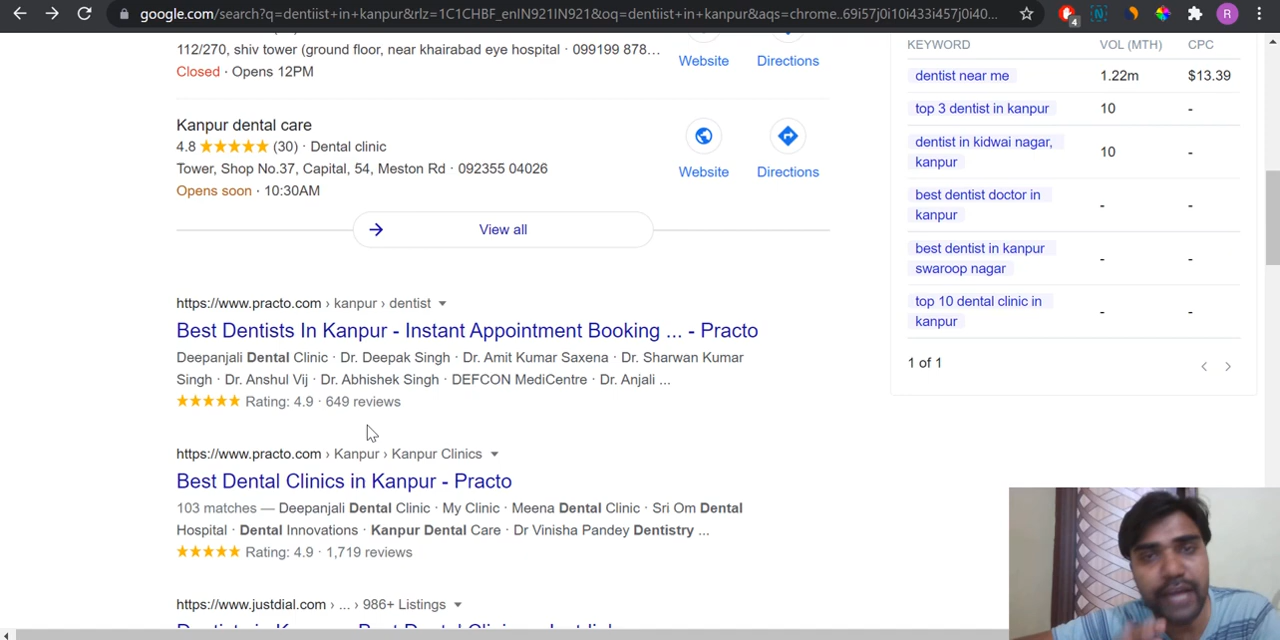 google.com/search?q=dentiist+in+kanpur&rlz=1C1CHBF_enIN921IN921&oq=dentiist+in+kanpur&aqs=chrome..69i57j0i10i433i457j0i40...
4
R
112/270, shiv tower (ground floor, near khairabad eye hospital · 099199 878...
Closed · Opens 12PM
Website
Directions
Kanpur dental care
4.8 ★★★★★ (30) · Dental clinic
Tower, Shop No.37, Capital, 54, Meston Rd · 092355 04026
Opens soon · 10:30AM
Website
Directions
View all
https://www.practo.com › kanpur › dentist
Best Dentists In Kanpur - Instant Appointment Booking ... - Practo
Deepanjali Dental Clinic · Dr. Deepak Singh · Dr. Amit Kumar Saxena · Dr. Sharwan Kumar
Singh · Dr. Anshul Vij · Dr. Abhishek Singh · DEFCON MediCentre · Dr. Anjali ...
★★★★★ Rating: 4.9 · 649 reviews
https://www.practo.com › Kanpur › Kanpur Clinics
Best Dental Clinics in Kanpur - Practo
103 matches — Deepanjali Dental Clinic · My Clinic · Meena Dental Clinic · Sri Om Dental
Hospital · Dental Innovations · Kanpur Dental Care · Dr Vinisha Pandey Dentistry ...
★★★★★ Rating: 4.9 · 1,719 reviews
https://www.justdial.com › ... › 986+ Listings
KEYWORD VOL (MTH) CPC
dentist near me 1.22m $13.39
top 3 dentist in kanpur 10 -
dentist in kidwai nagar,
kanpur 10 -
best dentist doctor in
kanpur - -
best dentist in kanpur
swaroop nagar - -
top 10 dental clinic in
kanpur - -
1 of 1